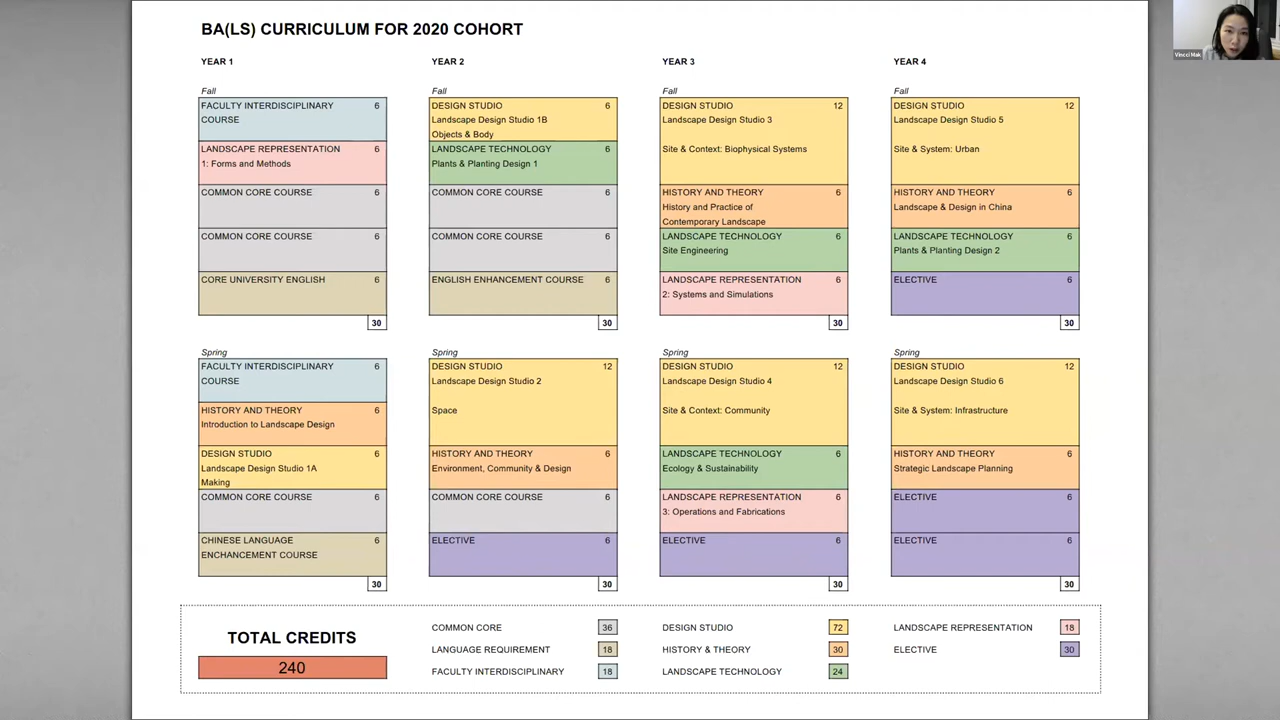 BA(LS) CURRICULUM FOR 2020 COHORT
Vincci Mak
YEAR 1
YEAR 2
YEAR 3
YEAR 4
Fall
FACULTY INTERDISCIPLINARY 6
COURSE
LANDSCAPE REPRESENTATION 6
1: Forms and Methods
COMMON CORE COURSE 6
COMMON CORE COURSE 6
CORE UNIVERSITY ENGLISH 6
30
Fall
DESIGN STUDIO 6
Landscape Design Studio 1B
Objects & Body
LANDSCAPE TECHNOLOGY 6
Plants & Planting Design 1
COMMON CORE COURSE 6
COMMON CORE COURSE 6
ENGLISH ENHANCEMENT COURSE 6
30
Fall
DESIGN STUDIO 12
Landscape Design Studio 3
Site & Context: Biophysical Systems
HISTORY AND THEORY 6
History and Practice of
Contemporary Landscape
LANDSCAPE TECHNOLOGY 6
Site Engineering
LANDSCAPE REPRESENTATION 6
2: Systems and Simulations
30
Fall
DESIGN STUDIO 12
Landscape Design Studio 5
Site & System: Urban
HISTORY AND THEORY 6
Landscape & Design in China
LANDSCAPE TECHNOLOGY 6
Plants & Planting Design 2
ELECTIVE 6
30
Spring
FACULTY INTERDISCIPLINARY 6
COURSE
HISTORY AND THEORY 6
Introduction to Landscape Design
DESIGN STUDIO 6
Landscape Design Studio 1A
Making
COMMON CORE COURSE 6
CHINESE LANGUAGE 6
ENCHANCEMENT COURSE
30
Spring
DESIGN STUDIO 12
Landscape Design Studio 2
Space
HISTORY AND THEORY 6
Environment, Community & Design
COMMON CORE COURSE 6
ELECTIVE 6
30
Spring
DESIGN STUDIO 12
Landscape Design Studio 4
Site & Context: Community
LANDSCAPE TECHNOLOGY 6
Ecology & Sustainability
LANDSCAPE REPRESENTATION 6
3: Operations and Fabrications
ELECTIVE 6
30
Spring
DESIGN STUDIO 12
Landscape Design Studio 6
Site & System: Infrastructure
HISTORY AND THEORY 6
Strategic Landscape Planning
ELECTIVE 6
ELECTIVE 6
30
TOTAL CREDITS
240
COMMON CORE 36
LANGUAGE REQUIREMENT 18
FACULTY INTERDISCIPLINARY 18
DESIGN STUDIO 72
HISTORY & THEORY 30
LANDSCAPE TECHNOLOGY 24
LANDSCAPE REPRESENTATION 18
ELECTIVE 30